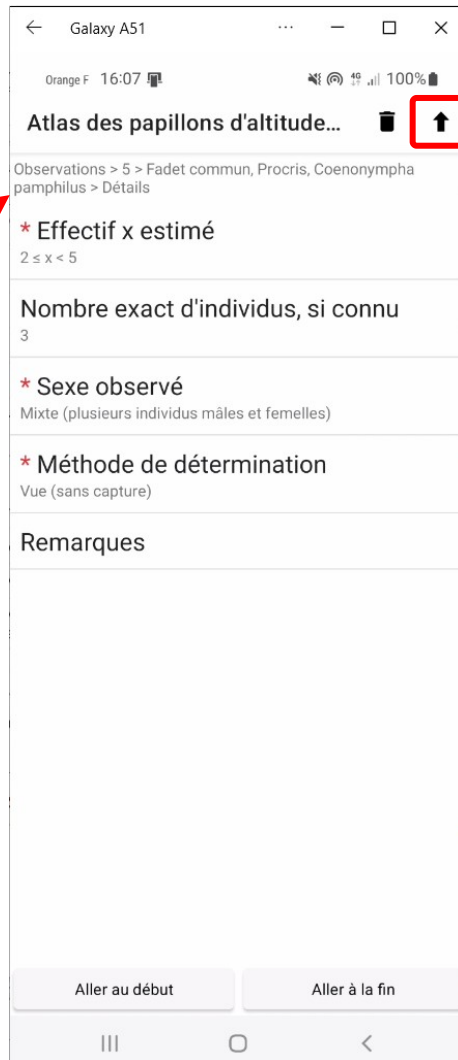 Galaxy A51
Orange F 16:07 4G 100%
Atlas des papillons d'altitude...
Observations > 5 > Fadet commun, Procris, Coenonympha
pamphilus > Détails
* Effectif x estimé
2 ≤ x < 5
Nombre exact d'individus, si connu
3
* Sexe observé
Mixte (plusieurs individus mâles et femelles)
* Méthode de détermination
Vue (sans capture)
Remarques
Aller au début Aller à la fin